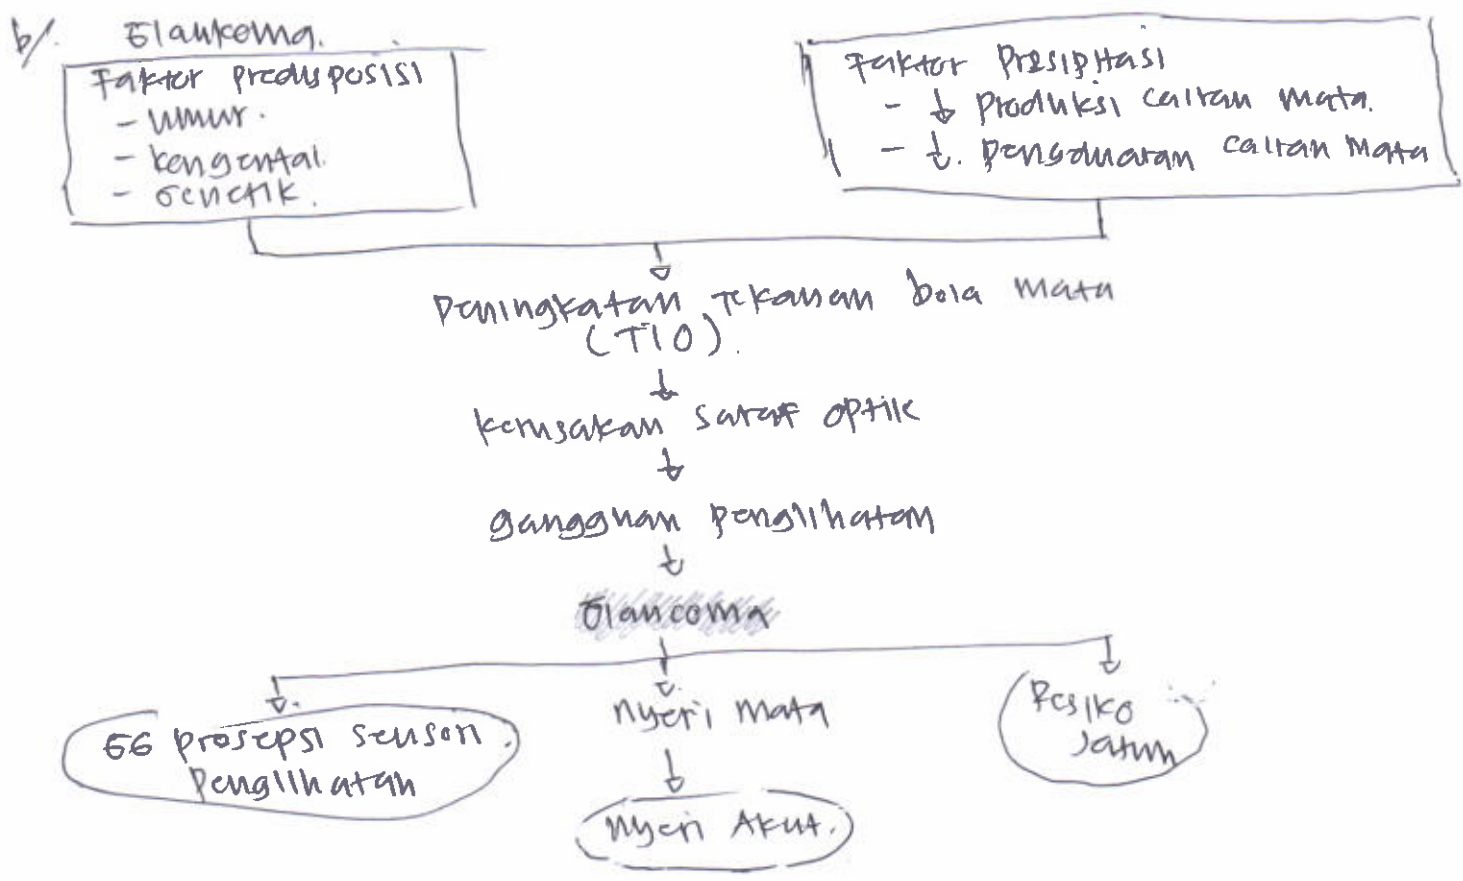 b/. Glaukoma.
Faktor predisposisi
- umur.
- kongental.
- Genetik.
Faktor Presipitasi
- ↓ Produksi cairan mata.
- ↓. Pengeluaran cairan mata
Peningkatan Tekanan bola mata
(TIO).
↓
kerusakan saraf optik
↓
gangguan penglihatan
↓
Glaucoma
GG prosepsi sensori
Penglihatan
Nyeri mata
↓
Nyeri Akut.
Resiko
Jatuh